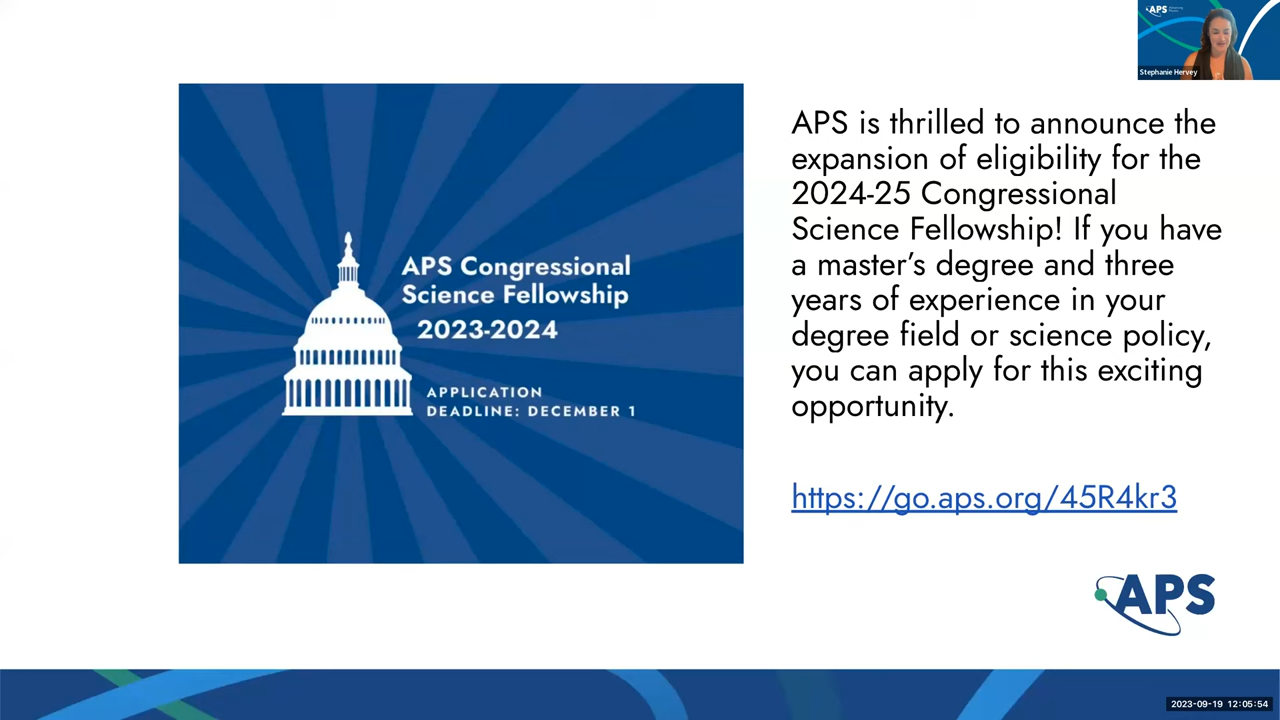 APS
Stephanie Hervey
APS Congressional
Science Fellowship
2023-2024
APPLICATION
DEADLINE: DECEMBER 1
APS is thrilled to announce the
expansion of eligibility for the
2024-25 Congressional
Science Fellowship! If you have
a master’s degree and three
years of experience in your
degree field or science policy,
you can apply for this exciting
opportunity.
https://go.aps.org/45R4kr3
APS
2023-09-19 12:05:54